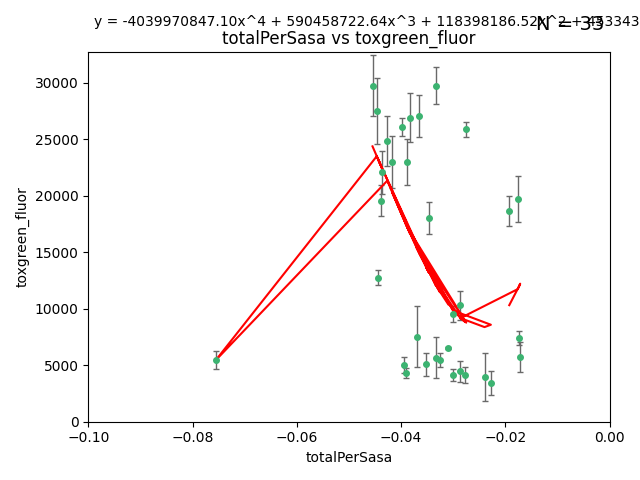 y = -4039970847.10x^4 + 590458722.64x^3 + 118398186.52x^2 + 
N = 33
totalPerSasa vs toxgreen_fluor
30000
25000
20000
15000
10000
5000
0
toxgreen_fluor
−0.10 −0.08 −0.06 −0.04 −0.02 0.00
totalPerSasa